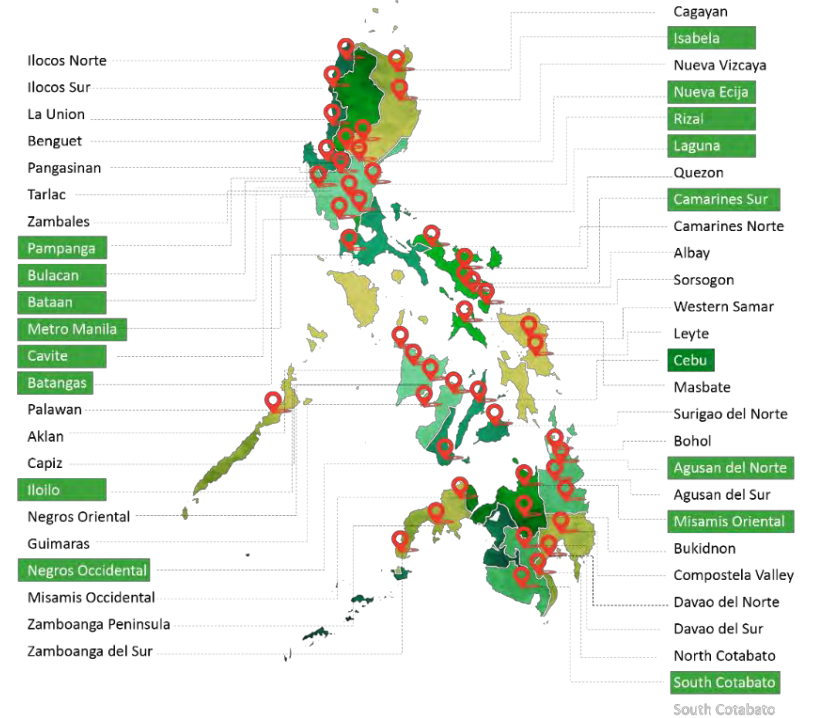 Ilocos Norte
Ilocos Sur
La Union
Benguet
Pangasinan
Tarlac
Zambales
Pampanga
Bulacan
Bataan
Metro Manila
Cavite
Batangas
Palawan
Aklan
Capiz
Iloilo
Negros Oriental
Guimaras
Negros Occidental
Misamis Occidental
Zamboanga Peninsula
Zamboanga del Sur
Cagayan
Isabela
Nueva Vizcaya
Nueva Ecija
Rizal
Laguna
Quezon
Camarines Sur
Camarines Norte
Albay
Sorsogon
Western Samar
Leyte
Cebu
Masbate
Surigao del Norte
Bohol
Agusan del Norte
Agusan del Sur
Misamis Oriental
Bukidnon
Compostela Valley
Davao del Norte
Davao del Sur
North Cotabato
South Cotabato
South Cotabato